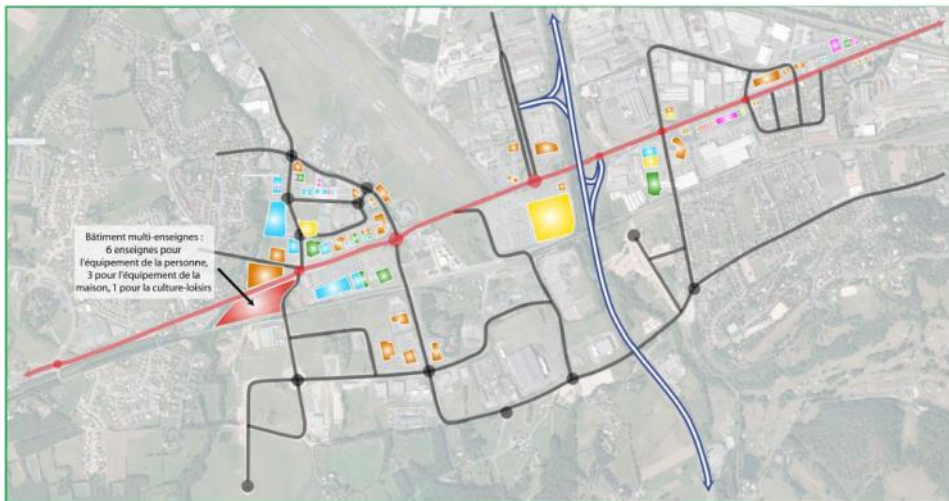 Bâtiment multi-enseignes :
6 enseignes pour
l'équipement de la personne,
3 pour l'équipement de la
maison, 1 pour la culture-loisirs